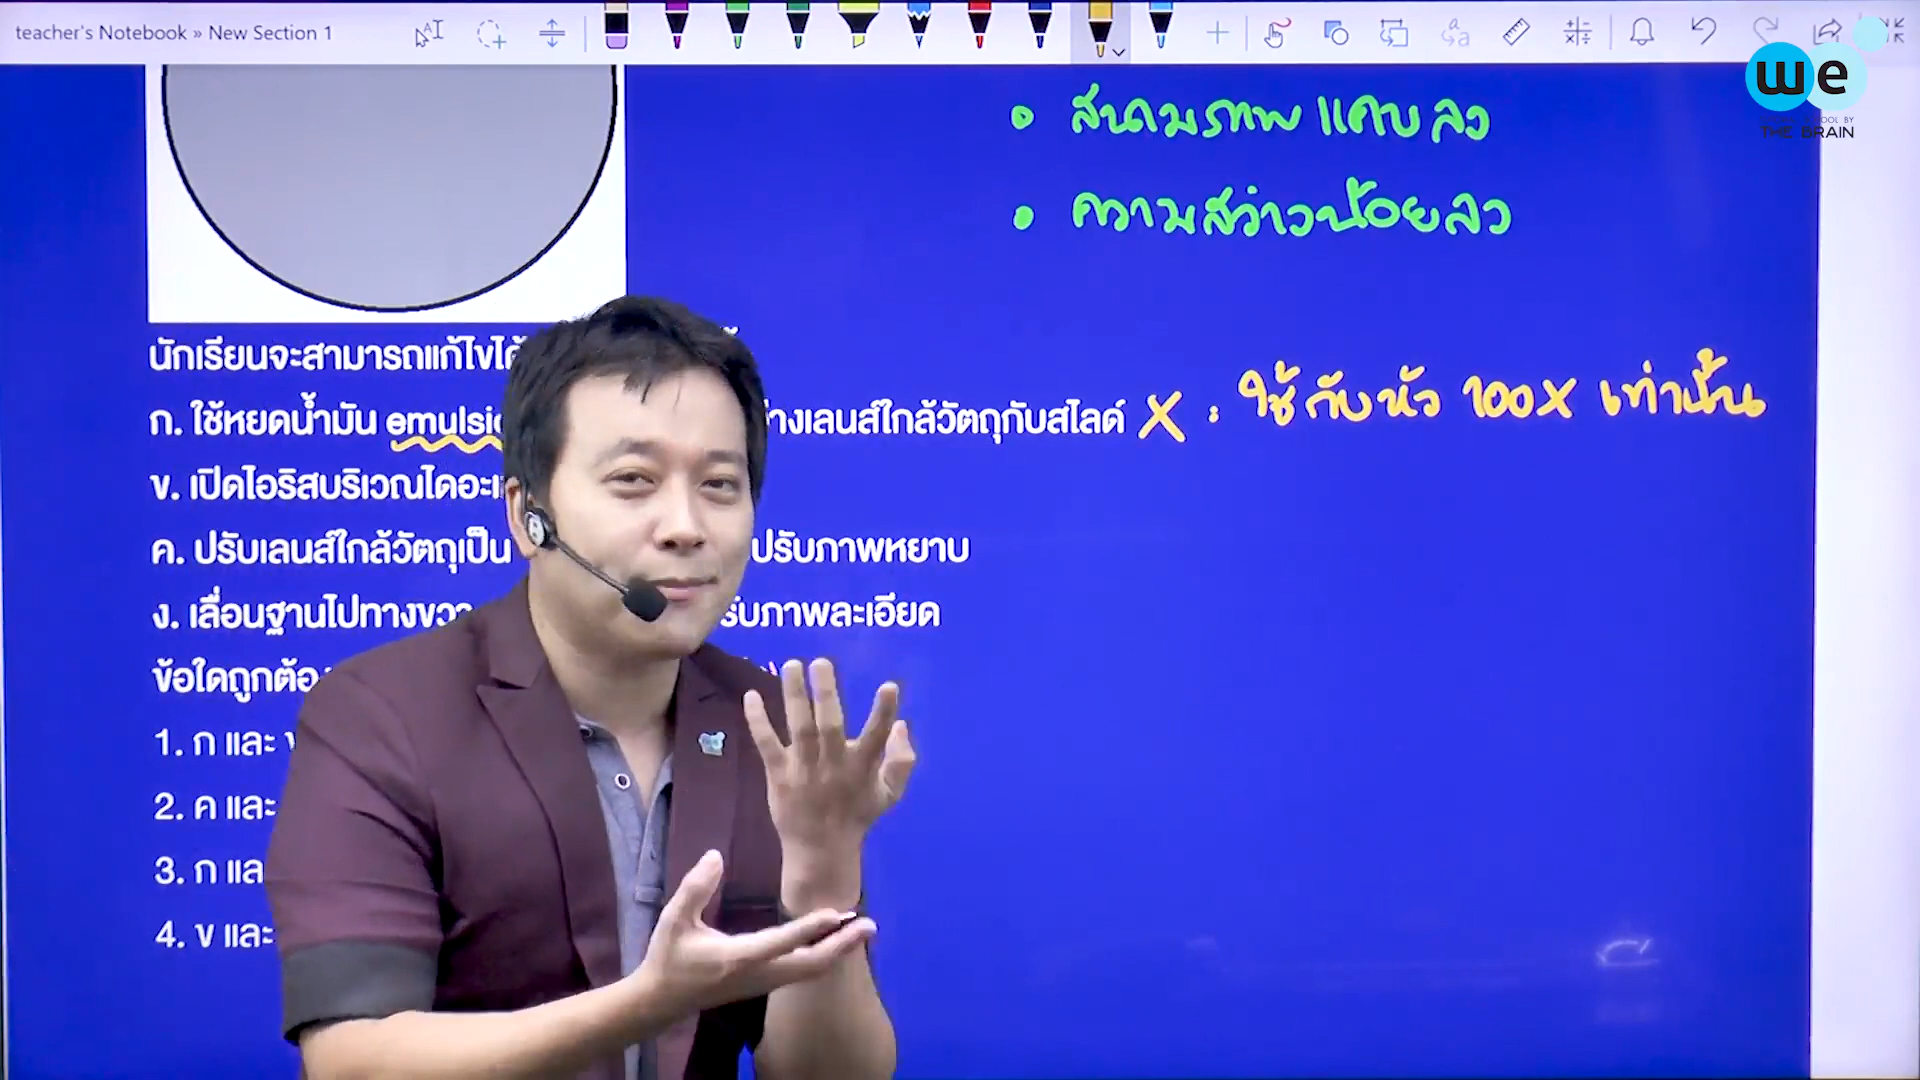 teacher's Notebook » New Section 1
we
THE BRAIN
• สนามภาพแคบลง
• ความสว่างน้อยลง
นักเรียนจะสามารถแก้ไขได้
ก. ใช้หยดน้ำมัน emulsio างเลนส์ใกล้วัตถุกับสไลด์ X : ใช้กับหัว 100X เท่านั้น
ข. เปิดไอริสบริเวณไดอะแ
ค. ปรับเลนส์ใกล้วัตถุเป็น ปรับภาพหยาบ
ง. เลื่อนฐานไปทางขวา รับภาพละเอียด
ข้อใดถูกต้อง
1. ก และ
2. ค และ
3. ก แล
4. ข และ